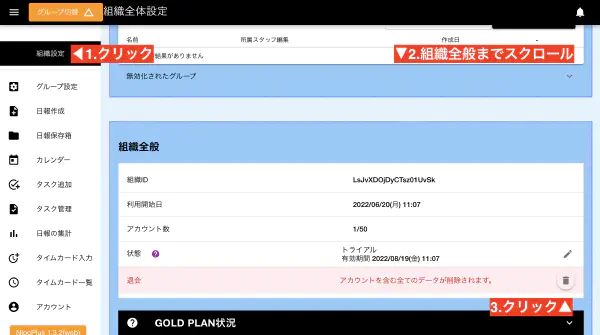 グループ切替
組織全体設定
組織設定
◀1.クリック
名前
所属スタッフ編集
作成日
-
結果がありません
▼2.組織全般までスクロール
無効化されたグループ
グループ設定
日報作成
日報保存箱
カレンダー
タスク追加
タスク管理
日報の集計
タイムカード入力
タイムカード一覧
アカウント
NipoPlus 1.3.2(web)
組織全般
組織ID
LsJvXDOjDyCTsz01UvSk
利用開始日
2022/06/20(月) 11:07
アカウント数
1/50
状態
トライアル
有効期間 2022/08/19(金) 11:07
退会
アカウントを含む全てのデータが削除されます。
3.クリック▲
GOLD PLAN状況